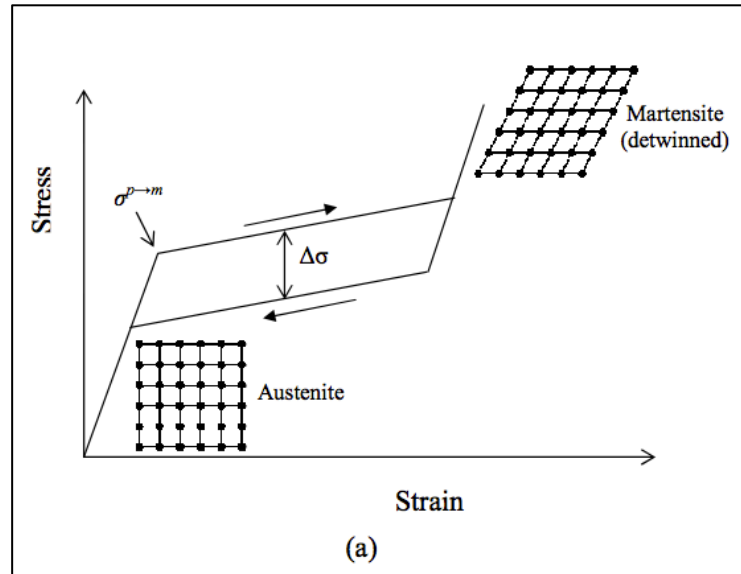 Martensite
(detwinned)
σᵖ→ᵐ
Stress
Δσ
Austenite
Strain
(a)